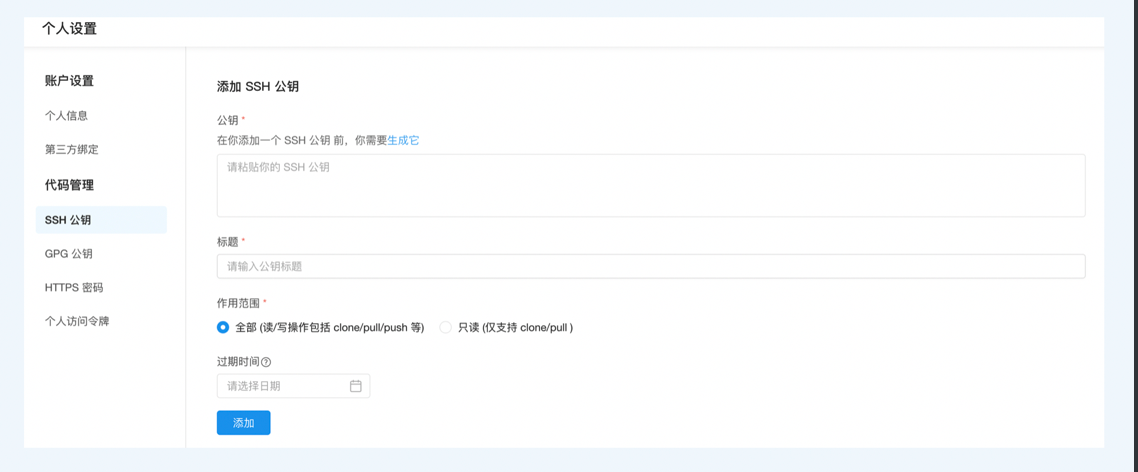 个人设置
账户设置
个人信息
第三方绑定
代码管理
SSH 公钥
GPG 公钥
HTTPS 密码
个人访问令牌
添加 SSH 公钥
公钥 *
在你添加一个 SSH 公钥 前，你需要生成它
请粘贴你的 SSH 公钥
标题 *
请输入公钥标题
作用范围 *
全部 (读/写操作包括 clone/pull/push 等) 只读 (仅支持 clone/pull )
过期时间?
请选择日期
添加